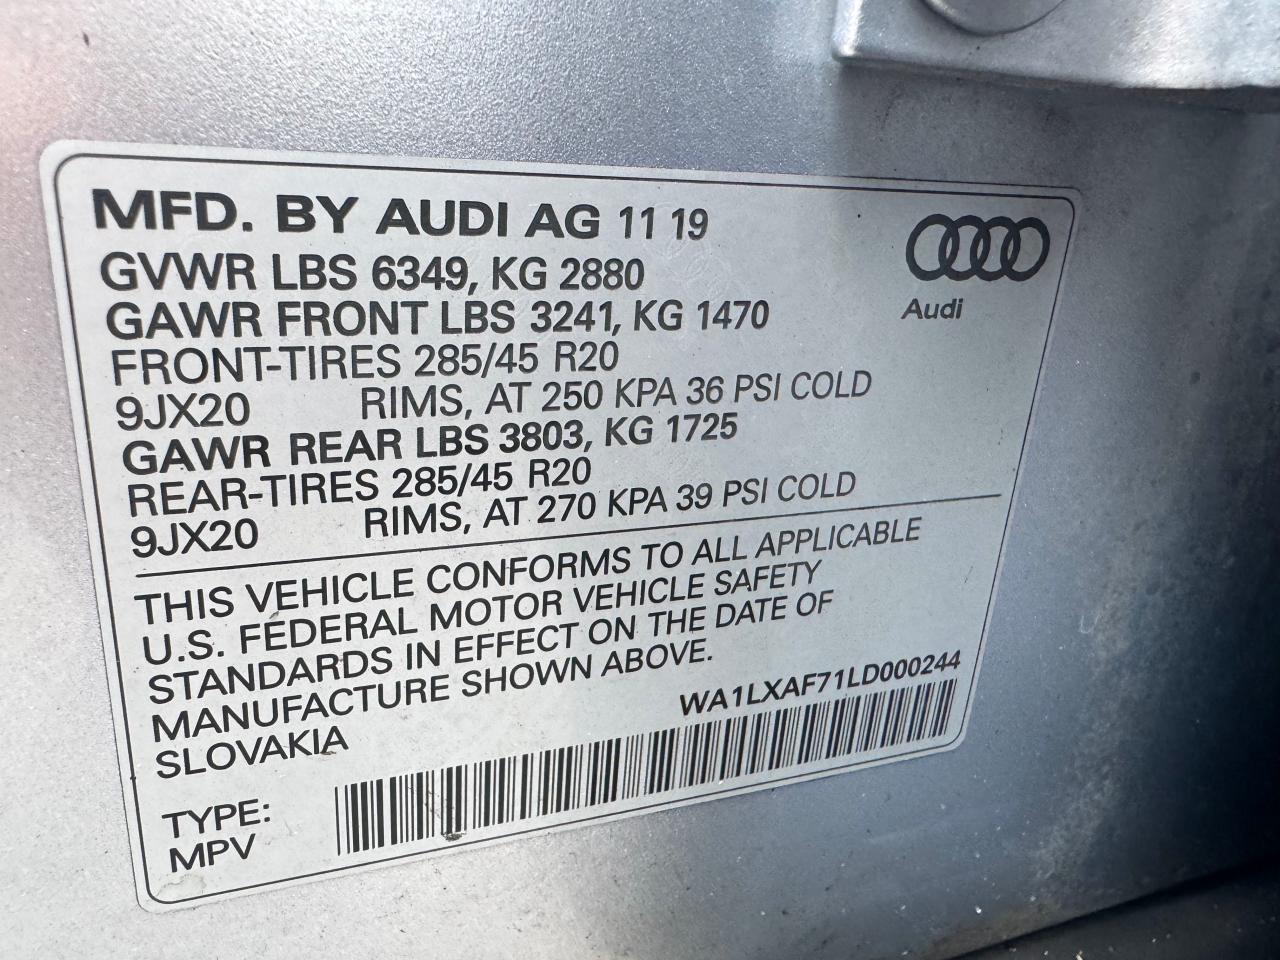 MFD. BY AUDI AG 11 19
GVWR LBS 6349, KG 2880
GAWR FRONT LBS 3241, KG 1470
FRONT-TIRES 285/45 R20
9JX20 RIMS, AT 250 KPA 36 PSI COLD
GAWR REAR LBS 3803, KG 1725
REAR-TIRES 285/45 R20
9JX20 RIMS, AT 270 KPA 39 PSI COLD
Audi
THIS VEHICLE CONFORMS TO ALL APPLICABLE
U.S. FEDERAL MOTOR VEHICLE SAFETY
STANDARDS IN EFFECT ON THE DATE OF
MANUFACTURE SHOWN ABOVE.
SLOVAKIA
WA1LXAF71LD000244
TYPE:
MPV